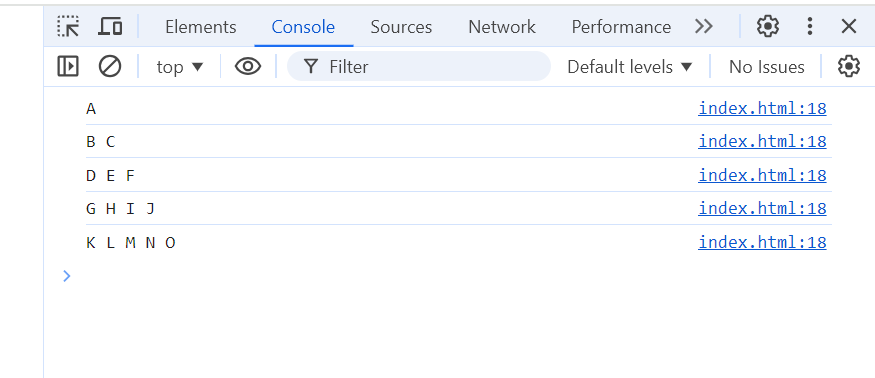 Elements Console Sources Network Performance
top Filter Default levels No Issues
A index.html:18
B C index.html:18
D E F index.html:18
G H I J index.html:18
K L M N O index.html:18